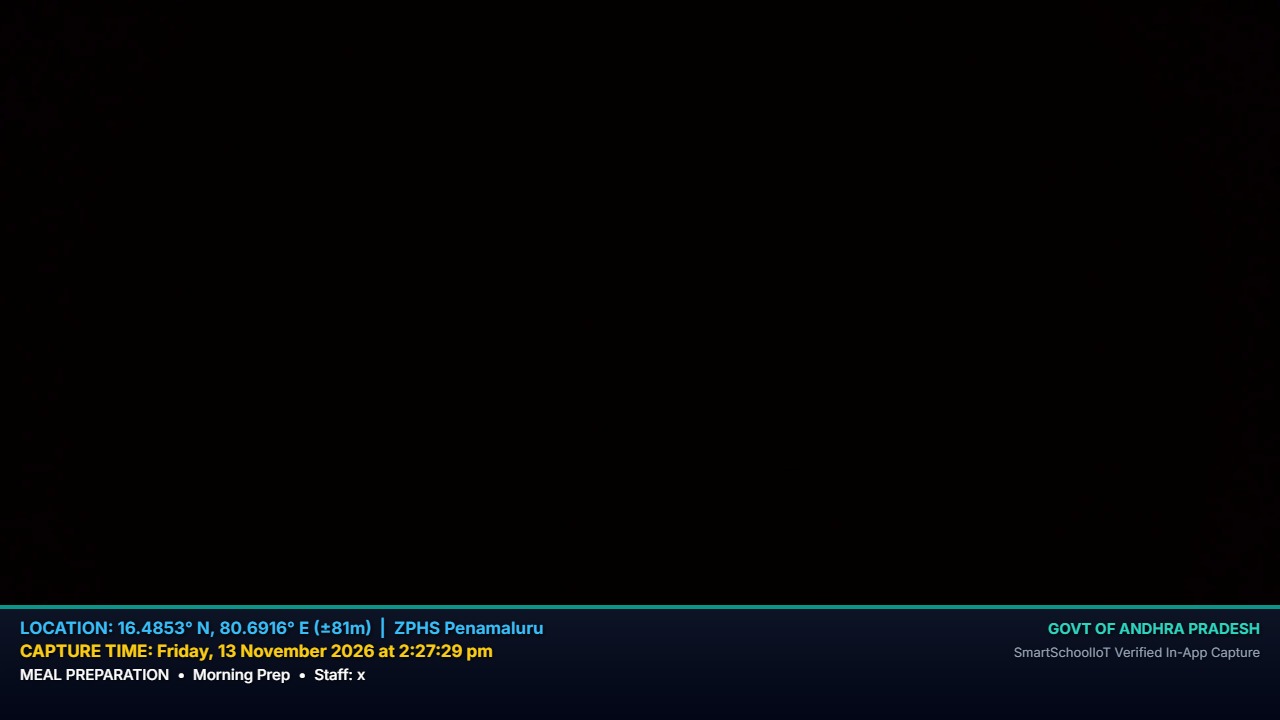 LOCATION: 16.4853° N, 80.6916° E (±81m) | ZPHS Penamaluru
CAPTURE TIME: Friday, 13 November 2026 at 2:27:29 pm
MEAL PREPARATION • Morning Prep • Staff: x
GOVT OF ANDHRA PRADESH
SmartSchoolIoT Verified In-App Capture